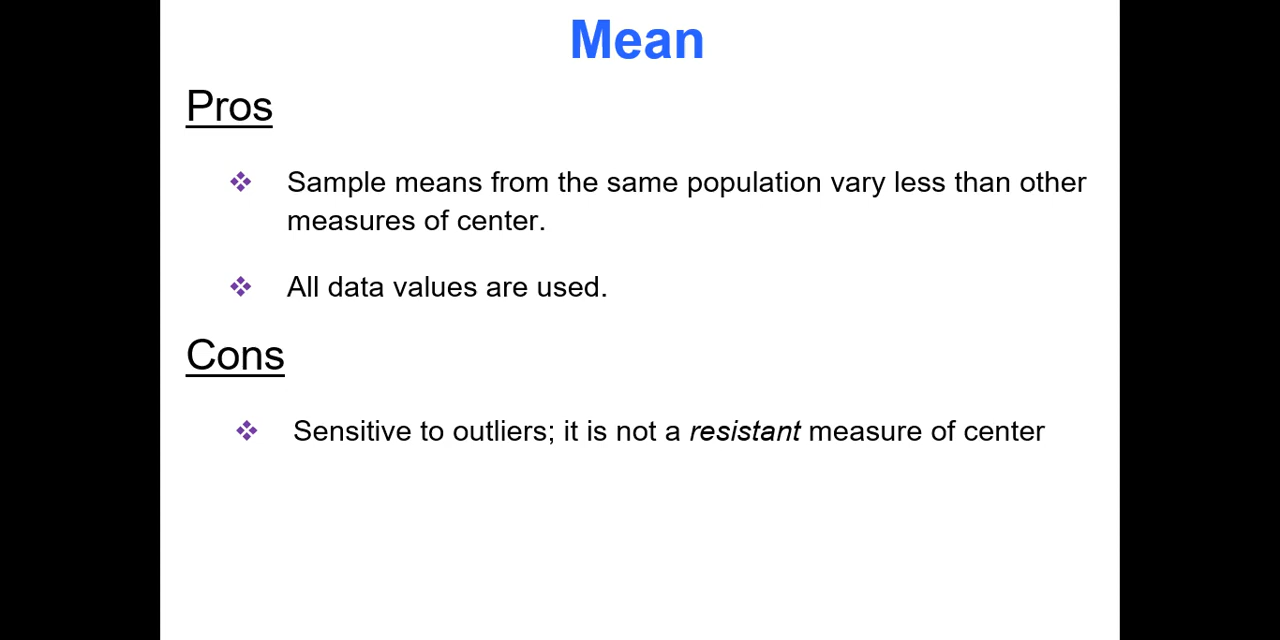 Mean
Pros
Sample means from the same population vary less than other
measures of center.
All data values are used.
Cons
Sensitive to outliers; it is not a resistant measure of center